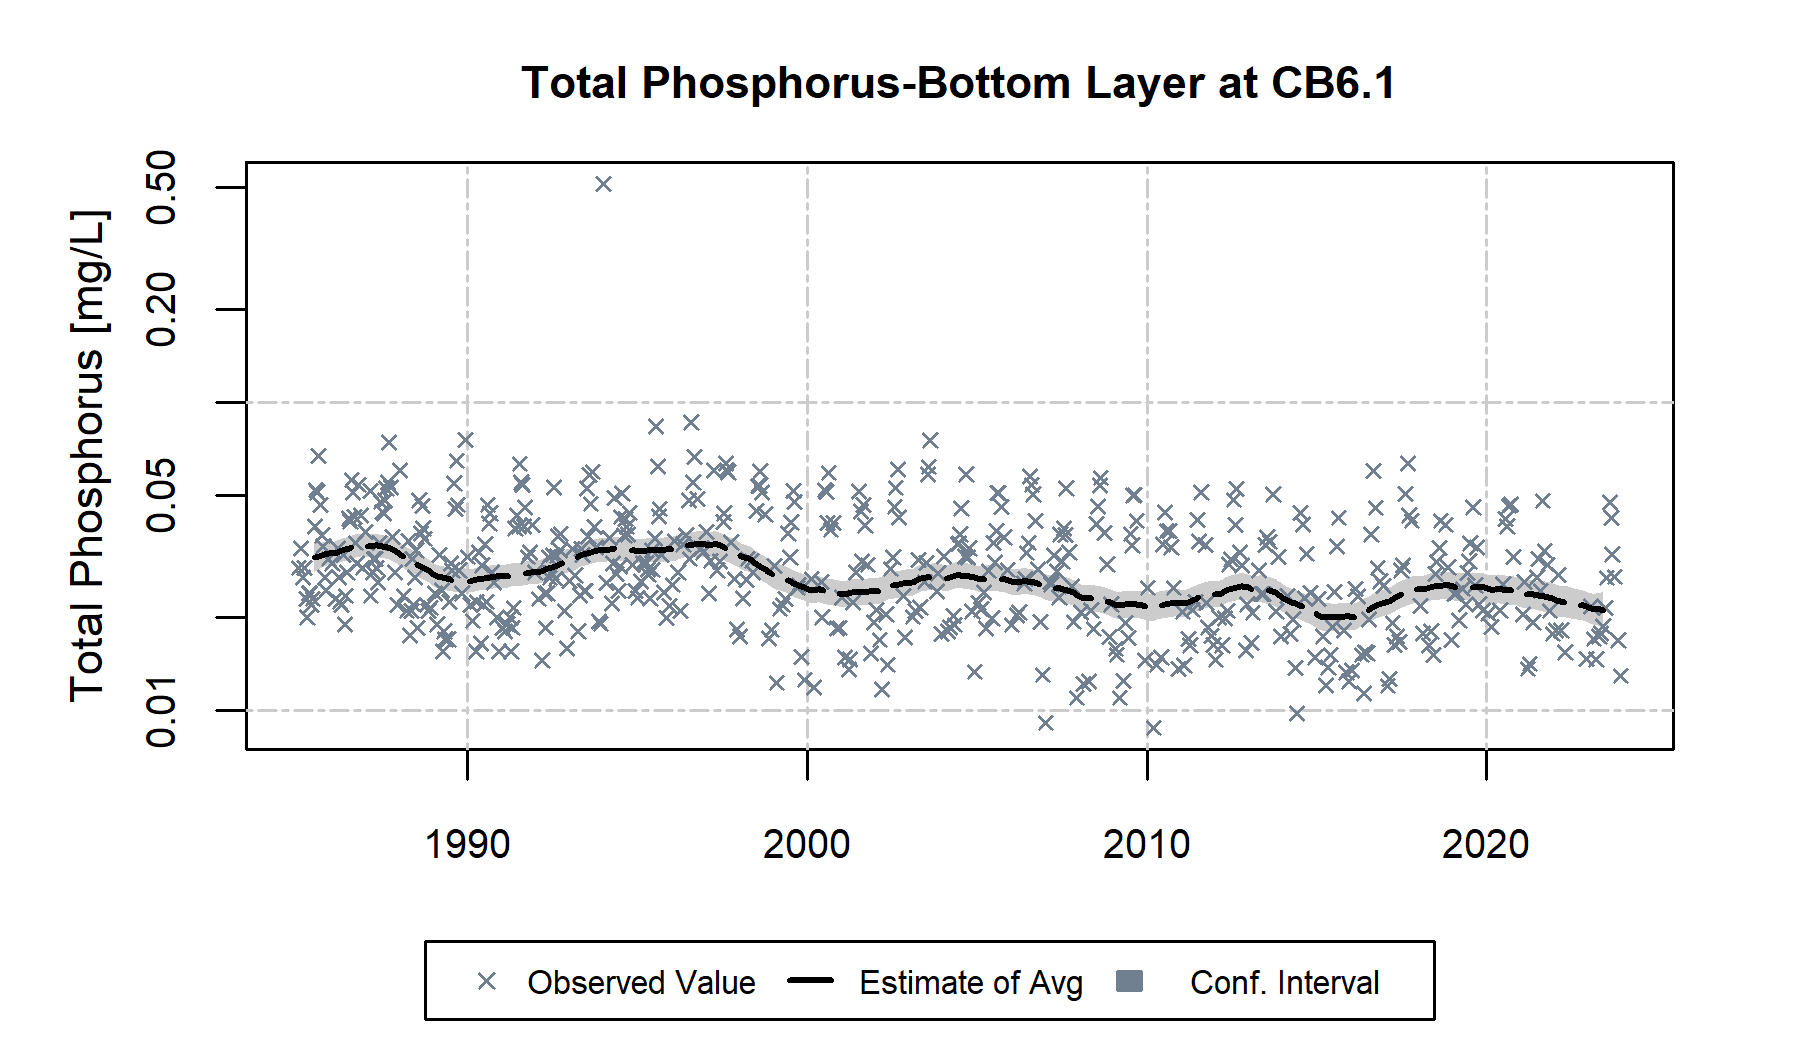 Total Phosphorus-Bottom Layer at CB6.1
Total Phosphorus [mg/L]
0.50
0.20
0.05
0.01
1990 2000 2010 2020
Observed Value Estimate of Avg Conf. Interval